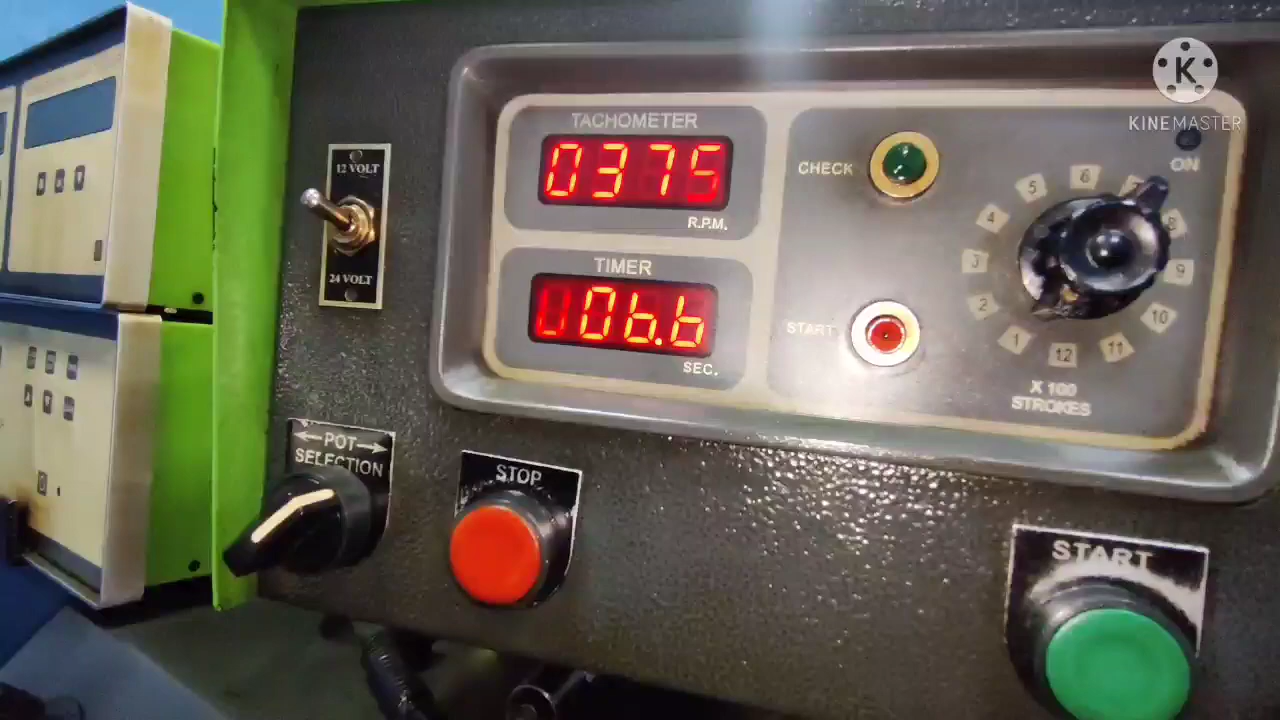 K
KINEMASTER
TACHOMETER
0375
R.P.M.
TIMER
06.6
SEC.
12 VOLT
24 VOLT
CHECK
START
ON
5
6
4
8
3
9
2
10
1
12
11
X 100
STROKES
POT
SELECTION
STOP
START